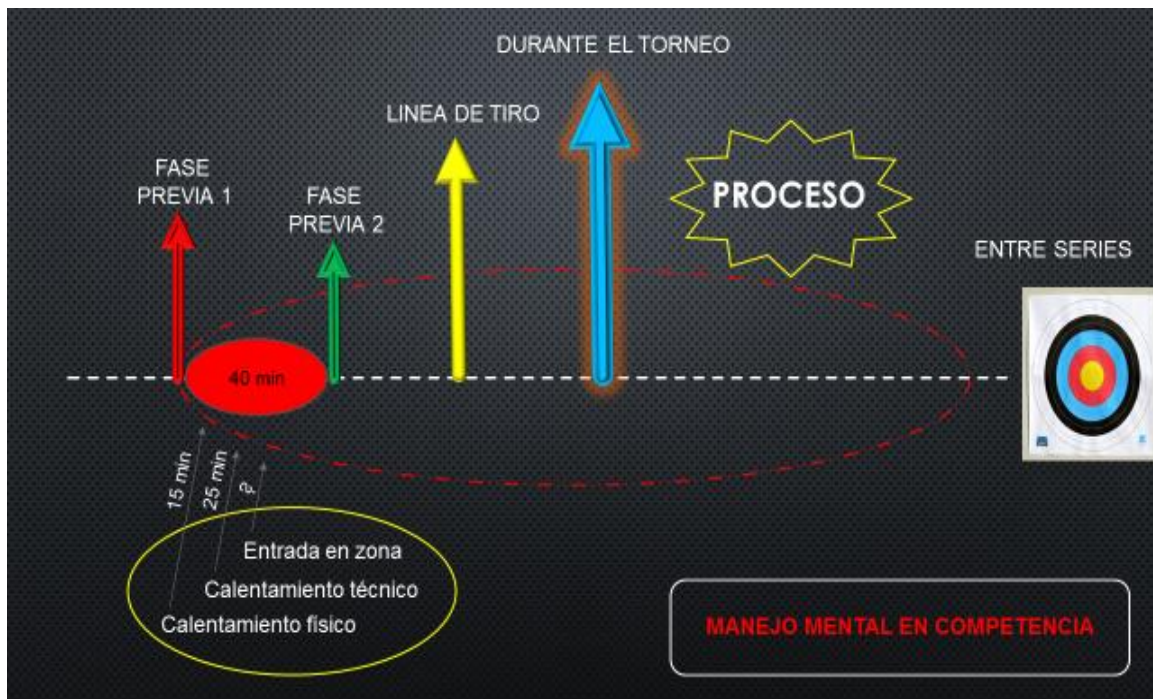 DURANTE EL TORNEO
LINEA DE TIRO
FASE
PREVIA 1
FASE
PREVIA 2
PROCESO
ENTRE SERIES
40 min
15 min
25 min
?
Entrada en zona
Calentamiento técnico
Calentamiento físico
MANEJO MENTAL EN COMPETENCIA